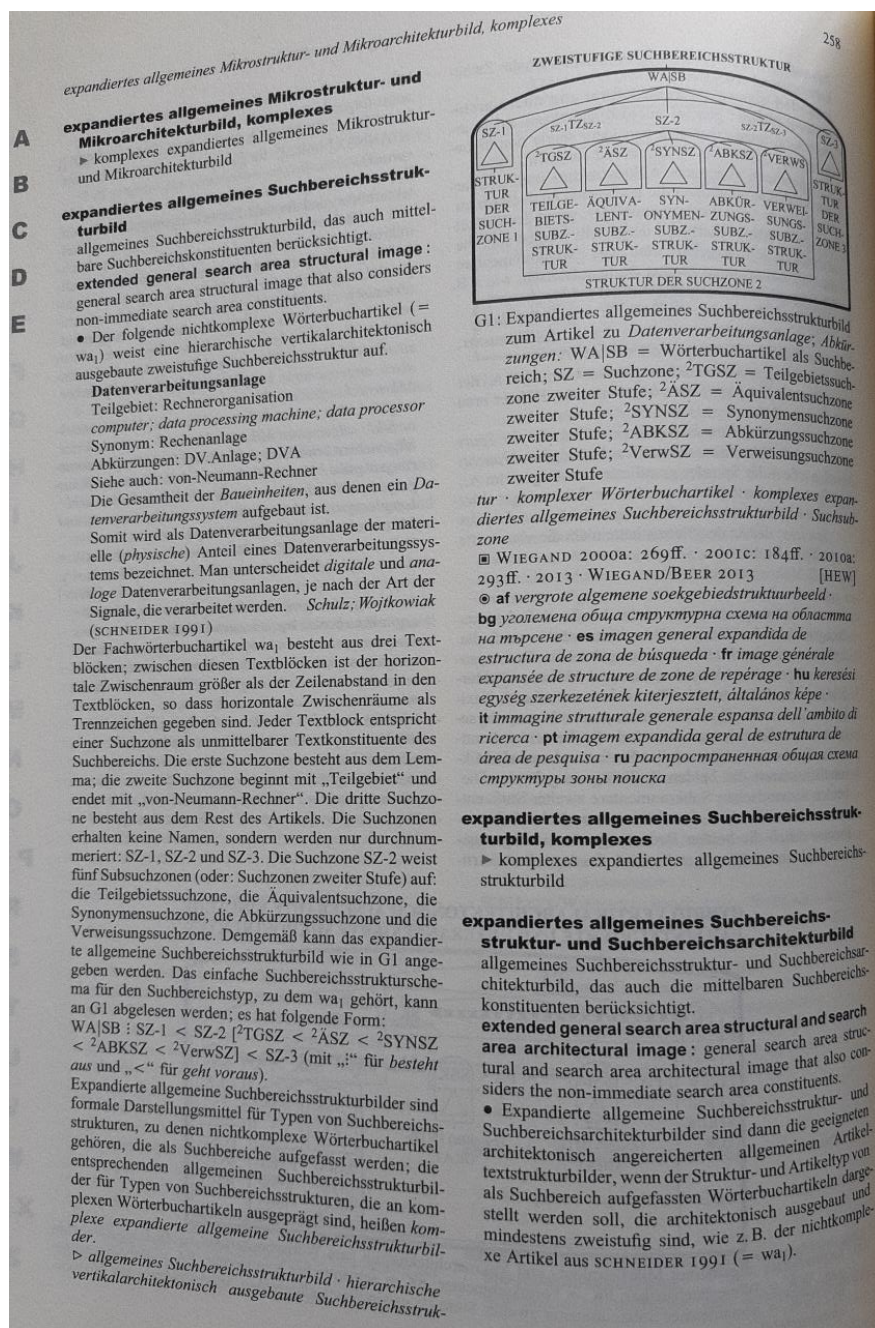 expandiertes allgemeines Mikrostruktur- und Mikroarchitekturbild, komplexes
258
A
B
C
D
E
expandiertes allgemeines Mikrostruktur- und
Mikroarchitekturbild, komplexes
▶ komplexes expandiertes allgemeines Mikrostruktur-
und Mikroarchitekturbild
expandiertes allgemeines Suchbereichsstruk-
turbild
allgemeines Suchbereichsstrukturbild, das auch mittel-
bare Suchbereichskonstituenten berücksichtigt.
extended general search area structural image :
general search area structural image that also considers
non-immediate search area constituents.
• Der folgende nichtkomplexe Wörterbuchartikel (=
wa₁) weist eine hierarchische vertikalarchitektonisch
ausgebaute zweistufige Suchbereichsstruktur auf.
Datenverarbeitungsanlage
Teilgebiet: Rechnerorganisation
computer; data processing machine; data processor
Synonym: Rechenanlage
Abkürzungen: DV.Anlage; DVA
Siehe auch: von-Neumann-Rechner
Die Gesamtheit der Baueinheiten, aus denen ein Da-
tenverarbeitungssystem aufgebaut ist.
Somit wird als Datenverarbeitungsanlage der materi-
elle (physische) Anteil eines Datenverarbeitungssys-
tems bezeichnet. Man unterscheidet digitale und ana-
loge Datenverarbeitungsanlagen, je nach der Art der
Signale, die verarbeitet werden. Schulz; Wojtkowiak
(SCHNEIDER 1991)
Der Fachwörterbuchartikel wa₁ besteht aus drei Text-
blöcken; zwischen diesen Textblöcken ist der horizon-
tale Zwischenraum größer als der Zeilenabstand in den
Textblöcken, so dass horizontale Zwischenräume als
Trennzeichen gegeben sind. Jeder Textblock entspricht
einer Suchzone als unmittelbarer Textkonstituente des
Suchbereichs. Die erste Suchzone besteht aus dem Lem-
ma; die zweite Suchzone beginnt mit „Teilgebiet“ und
endet mit „von-Neumann-Rechner“. Die dritte Suchzo-
ne besteht aus dem Rest des Artikels. Die Suchzonen
erhalten keine Namen, sondern werden nur durchnum-
meriert: SZ-1, SZ-2 und SZ-3. Die Suchzone SZ-2 weist
fünf Subsuchzonen (oder: Suchzonen zweiter Stufe) auf:
die Teilgebietssuchzone, die Äquivalentsuchzone, die
Synonymensuchzone, die Abkürzungssuchzone und die
Verweisungssuchzone. Demgemäß kann das expandier-
te allgemeine Suchbereichsstrukturbild wie in G1 ange-
geben werden. Das einfache Suchbereichsstruktursche-
ma für den Suchbereichstyp, zu dem wa₁ gehört, kann
an G1 abgelesen werden; es hat folgende Form:
WA|SB ⁝ SZ-1 < SZ-2 [²TGSZ < ²ÄSZ < ²SYNSZ
< ²ABKSZ < ²VerwSZ] < SZ-3 (mit „⁝“ für besteht
aus und „<“ für geht voraus).
Expandierte allgemeine Suchbereichsstrukturbilder sind
formale Darstellungsmittel für Typen von Suchbereichs-
strukturen, zu denen nichtkomplexe Wörterbuchartikel
gehören, die als Suchbereiche aufgefasst werden; die
entsprechenden allgemeinen Suchbereichsstrukturbil-
der für Typen von Suchbereichsstrukturen, die an kom-
plexen Wörterbuchartikeln ausgeprägt sind, heißen kom-
plexe expandierte allgemeine Suchbereichsstrukturbil-
der.
▷ allgemeines Suchbereichsstrukturbild · hierarchische
vertikalarchitektonisch ausgebaute Suchbereichsstruk-
ZWEISTUFIGE SUCHBEREICHSSTRUKTUR
WA|SB
SZ-1 SZ-1TZSZ-2 SZ-2 SZ-2TZSZ-3 SZ-3
²TGSZ ²ÄSZ ²SYNSZ ²ABKSZ ²VERWS
STRUK-
TUR
DER
SUCH-
ZONE 1
TEILGE-
BIETS-
SUBZ.-
STRUK-
TUR
ÄQUIVA-
LENT-
SUBZ.-
STRUK-
TUR
SYN-
ONYMEN-
SUBZ.-
STRUK-
TUR
ABKÜR-
ZUNGS-
SUBZ.-
STRUK-
TUR
VERWEI-
SUNGS-
SUBZ.-
STRUK-
TUR
STRUK-
TUR
DER
SUCH-
ZONE 3
STRUKTUR DER SUCHZONE 2
G1: Expandiertes allgemeines Suchbereichsstrukturbild
zum Artikel zu Datenverarbeitungsanlage; Abkür-
zungen: WA|SB = Wörterbuchartikel als Suchbe-
reich; SZ = Suchzone; ²TGSZ = Teilgebietssuch-
zone zweiter Stufe; ²ÄSZ = Äquivalentsuchzone
zweiter Stufe; ²SYNSZ = Synonymensuchzone
zweiter Stufe; ²ABKSZ = Abkürzungssuchzone
zweiter Stufe; ²VerwSZ = Verweisungsuchzone
zweiter Stufe
tur · komplexer Wörterbuchartikel · komplexes expan-
diertes allgemeines Suchbereichsstrukturbild · Suchsub-
zone
▣ WIEGAND 2000a: 269ff. · 2001c: 184ff. · 2010a:
293ff. · 2013 · WIEGAND/BEER 2013 [HEW]
◉ af vergrote algemene soekgebiedstruktuurbeeld ·
bg уголемена обща структурна схема на областта
на търсене · es imagen general expandida de
estructura de zona de búsqueda · fr image générale
expansée de structure de zone de repérage · hu keresési
egység szerkezetének kiterjesztett, általános képe ·
it immagine strutturale generale espansa dell'ambito di
ricerca · pt imagem expandida geral de estrutura de
área de pesquisa · ru распространенная общая схема
структуры зоны поиска
expandiertes allgemeines Suchbereichsstruk-
turbild, komplexes
▶ komplexes expandiertes allgemeines Suchbereichs-
strukturbild
expandiertes allgemeines Suchbereichs-
struktur- und Suchbereichsarchitekturbild
allgemeines Suchbereichsstruktur- und Suchbereichsar-
chitekturbild, das auch die mittelbaren Suchbereichs-
konstituenten berücksichtigt.
extended general search area structural and search
area architectural image : general search area struc-
tural and search area architectural image that also con-
siders the non-immediate search area constituents.
• Expandierte allgemeine Suchbereichsstruktur- und
Suchbereichsarchitekturbilder sind dann die geeigneten
architektonisch angereicherten allgemeinen Artikel-
textstrukturbilder, wenn der Struktur- und Artikeltyp von
als Suchbereich aufgefassten Wörterbuchartikeln darge-
stellt werden soll, die architektonisch ausgebaut und
mindestens zweistufig sind, wie z. B. der nichtkomple-
xe Artikel aus SCHNEIDER 1991 (= wa₁).